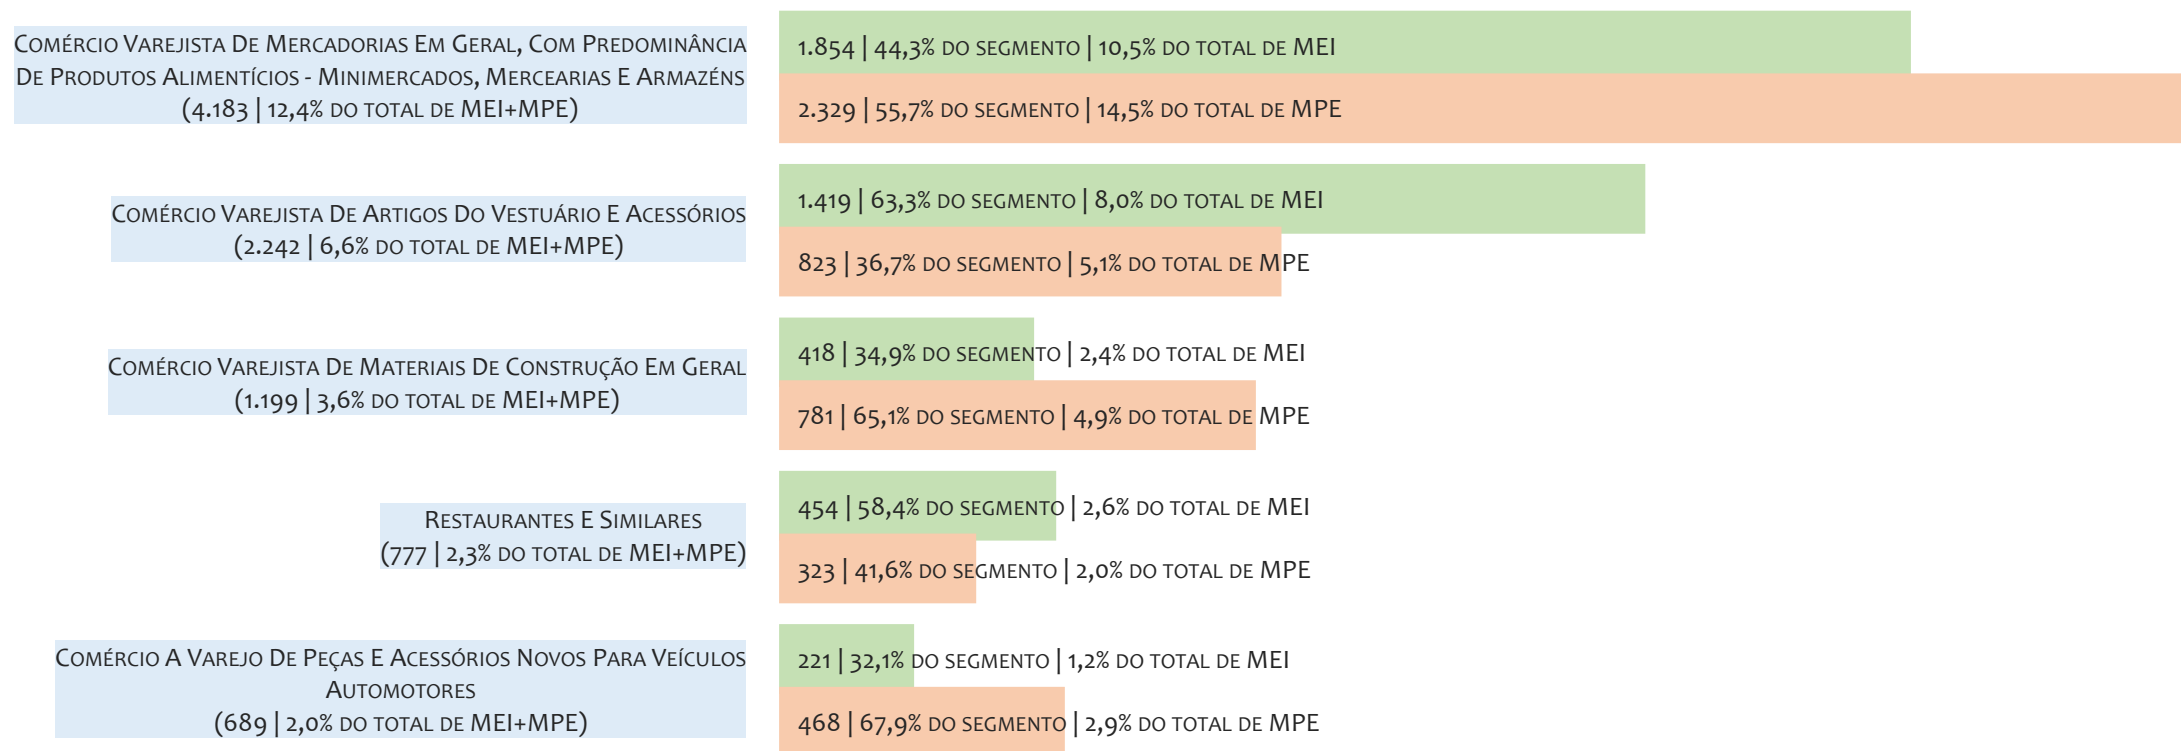 Comércio Varejista De Mercadorias Em Geral, Com Predominância
De Produtos Alimentícios - Minimercados, Mercearias E Armazéns
(4.183 | 12,4% do total de MEI+MPE)
1.854 | 44,3% do segmento | 10,5% do total de MEI
2.329 | 55,7% do segmento | 14,5% do total de MPE
Comércio Varejista De Artigos Do Vestuário E Acessórios
(2.242 | 6,6% do total de MEI+MPE)
1.419 | 63,3% do segmento | 8,0% do total de MEI
823 | 36,7% do segmento | 5,1% do total de MPE
Comércio Varejista De Materiais De Construção Em Geral
(1.199 | 3,6% do total de MEI+MPE)
418 | 34,9% do segmento | 2,4% do total de MEI
781 | 65,1% do segmento | 4,9% do total de MPE
Restaurantes E Similares
(777 | 2,3% do total de MEI+MPE)
454 | 58,4% do segmento | 2,6% do total de MEI
323 | 41,6% do segmento | 2,0% do total de MPE
Comércio A Varejo De Peças E Acessórios Novos Para Veículos
Automotores
(689 | 2,0% do total de MEI+MPE)
221 | 32,1% do segmento | 1,2% do total de MEI
468 | 67,9% do segmento | 2,9% do total de MPE